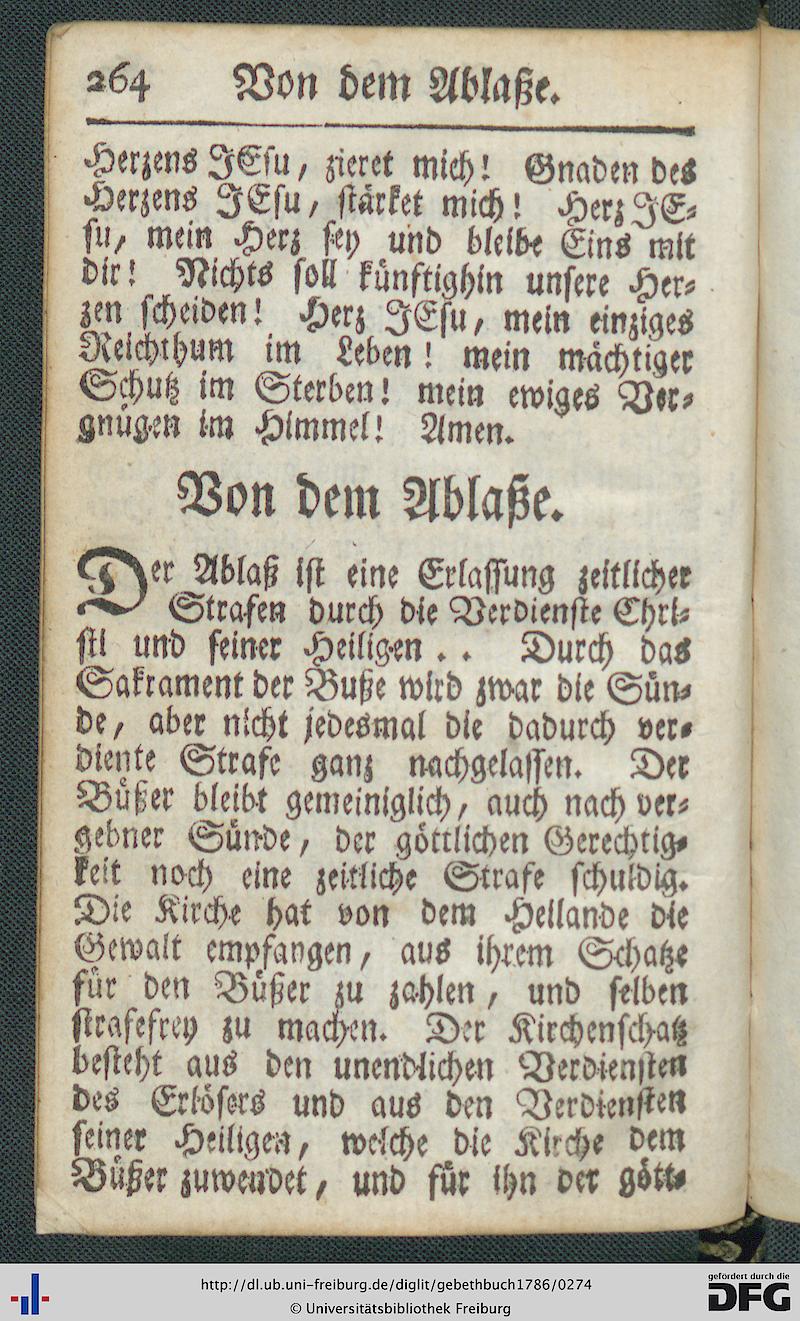 264 Von dem Ablaße.
Herzens JEsu, zieret mich! Gnaden des
Herzens JEsu, stärket mich! Herz JE-
su, mein Herz sey und bleibe Eins mit
dir! Nichts soll künftighin unsere Her-
zen scheiden! Herz JEsu, mein einziges
Reichthum im Leben! mein mächtiger
Schutz im Sterben! mein ewiges Ver-
gnügen im Himmel! Amen.
Von dem Ablaße.
Der Ablaß ist eine Erlassung zeitlicher
Strafen durch die Verdienste Chri-
sti und seiner Heiligen . . Durch das
Sakrament der Buße wird zwar die Sün-
de, aber nicht jedesmal die dadurch ver-
diente Strafe ganz nachgelassen. Der
Büßer bleibt gemeiniglich, auch nach ver-
gebner Sünde, der göttlichen Gerechtig-
keit noch eine zeitliche Strafe schuldig.
Die Kirche hat von dem Heilande die
Gewalt empfangen, aus ihrem Schatze
für den Büßer zu zahlen, und selben
strafefrey zu machen. Der Kirchenschatz
besteht aus den unendlichen Verdiensten
des Erlösers und aus den Verdiensten
seiner Heiligen, welche die Kirche dem
Büßer zuwendet, und für ihn der gött-
http://dl.ub.uni-freiburg.de/diglit/gebethbuch1786/0274
© Universitätsbibliothek Freiburg
gefördert durch die
DFG